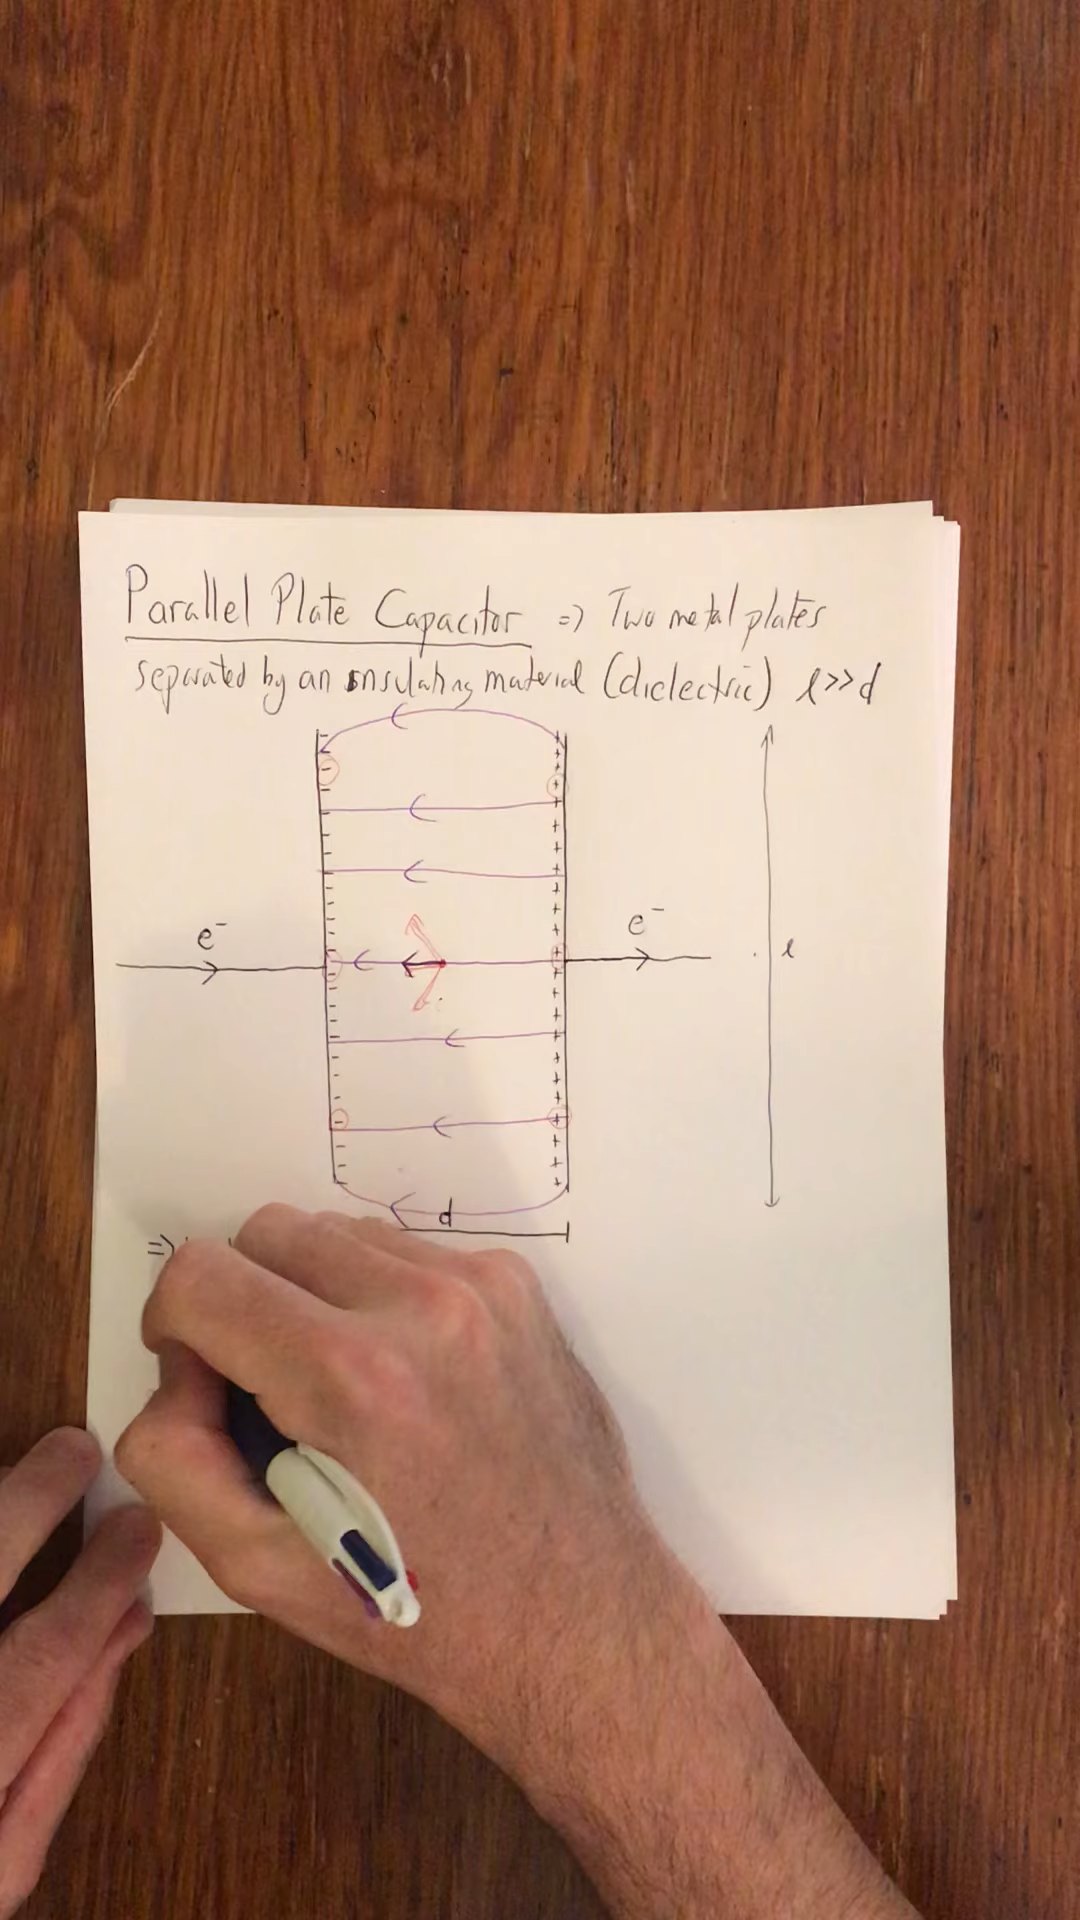 Parallel Plate Capacitor => Two metal plates
separated by an insulating material (dielectric) l>>d
e⁻
e⁻
l
d
=>